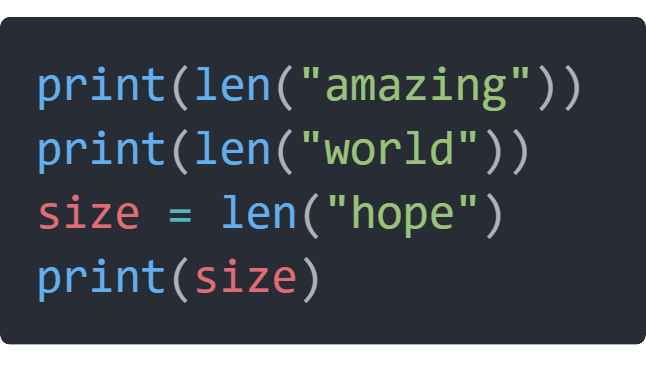 print(len("amazing"))
print(len("world"))
size = len("hope")
print(size)